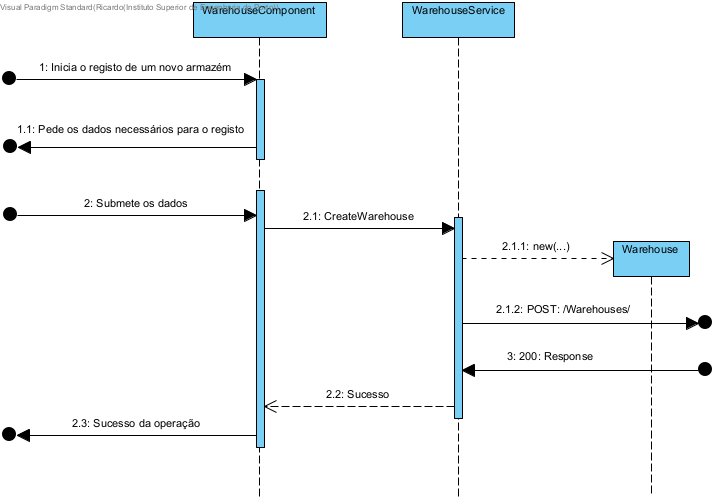 Visual Paradigm Standard(Ricardo(Instituto Superior de
WarehouseComponent
WarehouseService
1: Inicia o registo de um novo armazém
1.1: Pede os dados necessários para o registo
2: Submete os dados
2.1: CreateWarehouse
2.1.1: new(...)
Warehouse
2.1.2: POST: /Warehouses/
3: 200: Response
2.2: Sucesso
2.3: Sucesso da operação